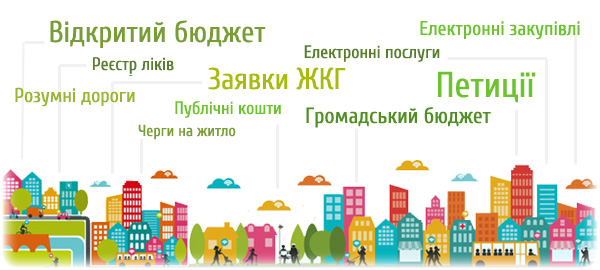 Відкритий бюджет
Електронні закупівлі
Електронні послуги
Реєстр ліків
Заявки ЖКГ
Петиції
Розумні дороги
Публічні кошти
Громадський бюджет
Черги на житло